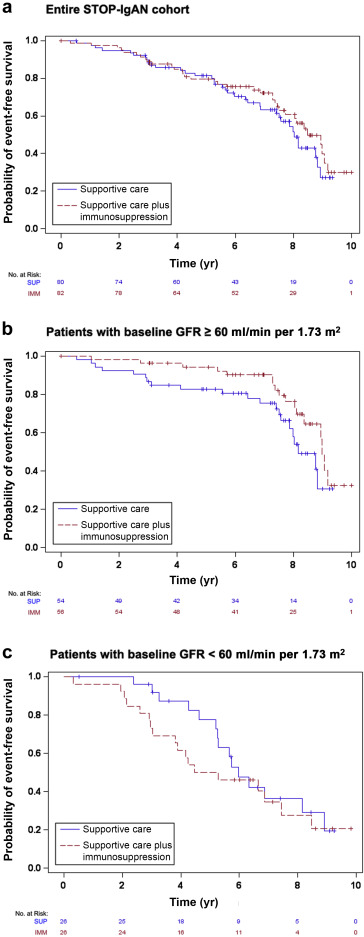 a Entire STOP-IgAN cohort
Probability of event-free survival
1.0
0.8
0.6
0.4
0.2
0.0
Supportive care
Supportive care plus
immunosuppression
0 2 4 6 8 10
Time (yr)
No. at Risk:
SUP 80 74 60 43 19 0
IMM 82 78 64 52 29 1
b Patients with baseline GFR ≥ 60 ml/min per 1.73 m²
Probability of event-free survival
1.0
0.8
0.6
0.4
0.2
0.0
Supportive care
Supportive care plus
immunosuppression
0 2 4 6 8 10
Time (yr)
No. at Risk:
SUP 54 49 42 34 14 0
IMM 56 54 48 41 25 1
c Patients with baseline GFR < 60 ml/min per 1.73 m²
Probability of event-free survival
1.0
0.8
0.6
0.4
0.2
0.0
Supportive care
Supportive care plus
immunosuppression
0 2 4 6 8 10
Time (yr)
No. at Risk:
SUP 26 25 18 9 5 0
IMM 26 24 16 11 4 0